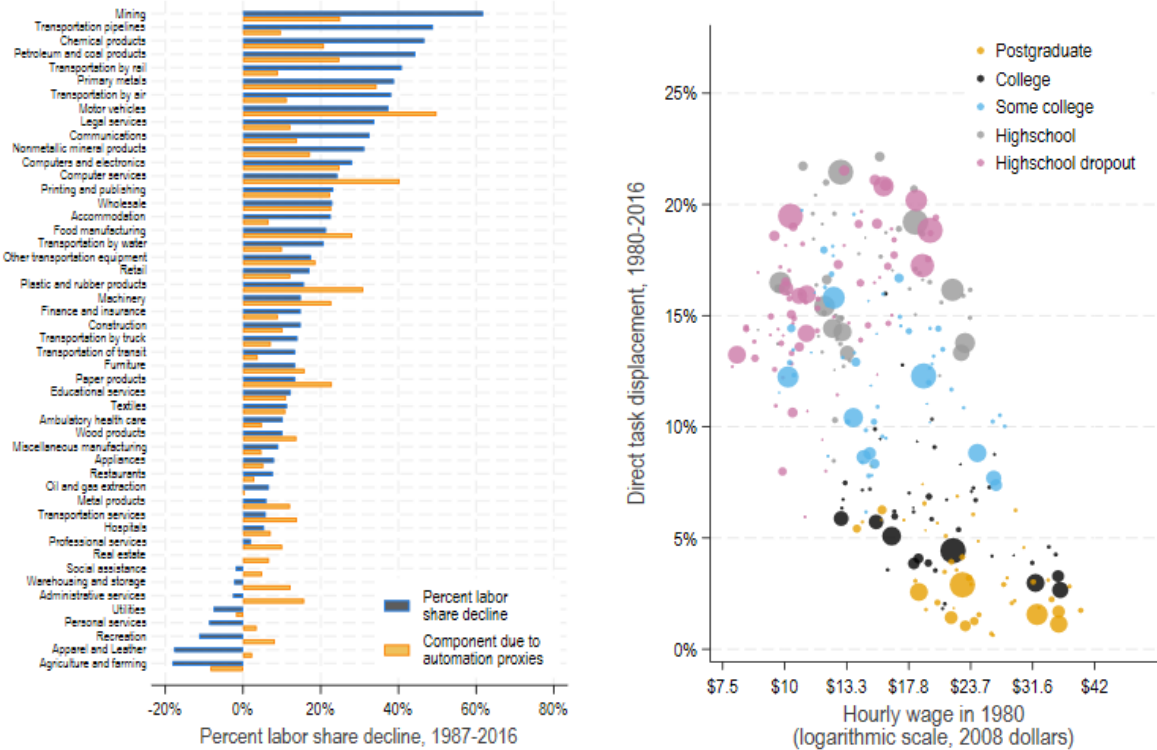 Mining
Transportation pipelines
Chemical products
Petroleum and coal products
Transportation by rail
Primary metals
Transportation by air
Motor vehicles
Legal services
Communications
Nonmetallic mineral products
Computers and electronics
Computer services
Printing and publishing
Wholesale
Accommodation
Food manufacturing
Transportation by water
Other transportation equipment
Retail
Plastic and rubber products
Machinery
Finance and insurance
Construction
Transportation by truck
Transportation of transit
Furniture
Paper products
Educational services
Textiles
Ambulatory health care
Wood products
Miscellaneous manufacturing
Appliances
Restaurants
Oil and gas extraction
Metal products
Transportation services
Hospitals
Professional services
Real estate
Social assistance
Warehousing and storage
Administrative services
Utilities
Personal services
Recreation
Apparel and Leather
Agriculture and farming
Percent labor
share decline
Component due to
automation proxies
-20% 0% 20% 40% 60% 80%
Percent labor share decline, 1987-2016
Postgraduate
College
Some college
Highschool
Highschool dropout
Direct task displacement, 1980-2016
25%
20%
15%
10%
5%
0%
$7.5 $10 $13.3 $17.8 $23.7 $31.6 $42
Hourly wage in 1980
(logarithmic scale, 2008 dollars)